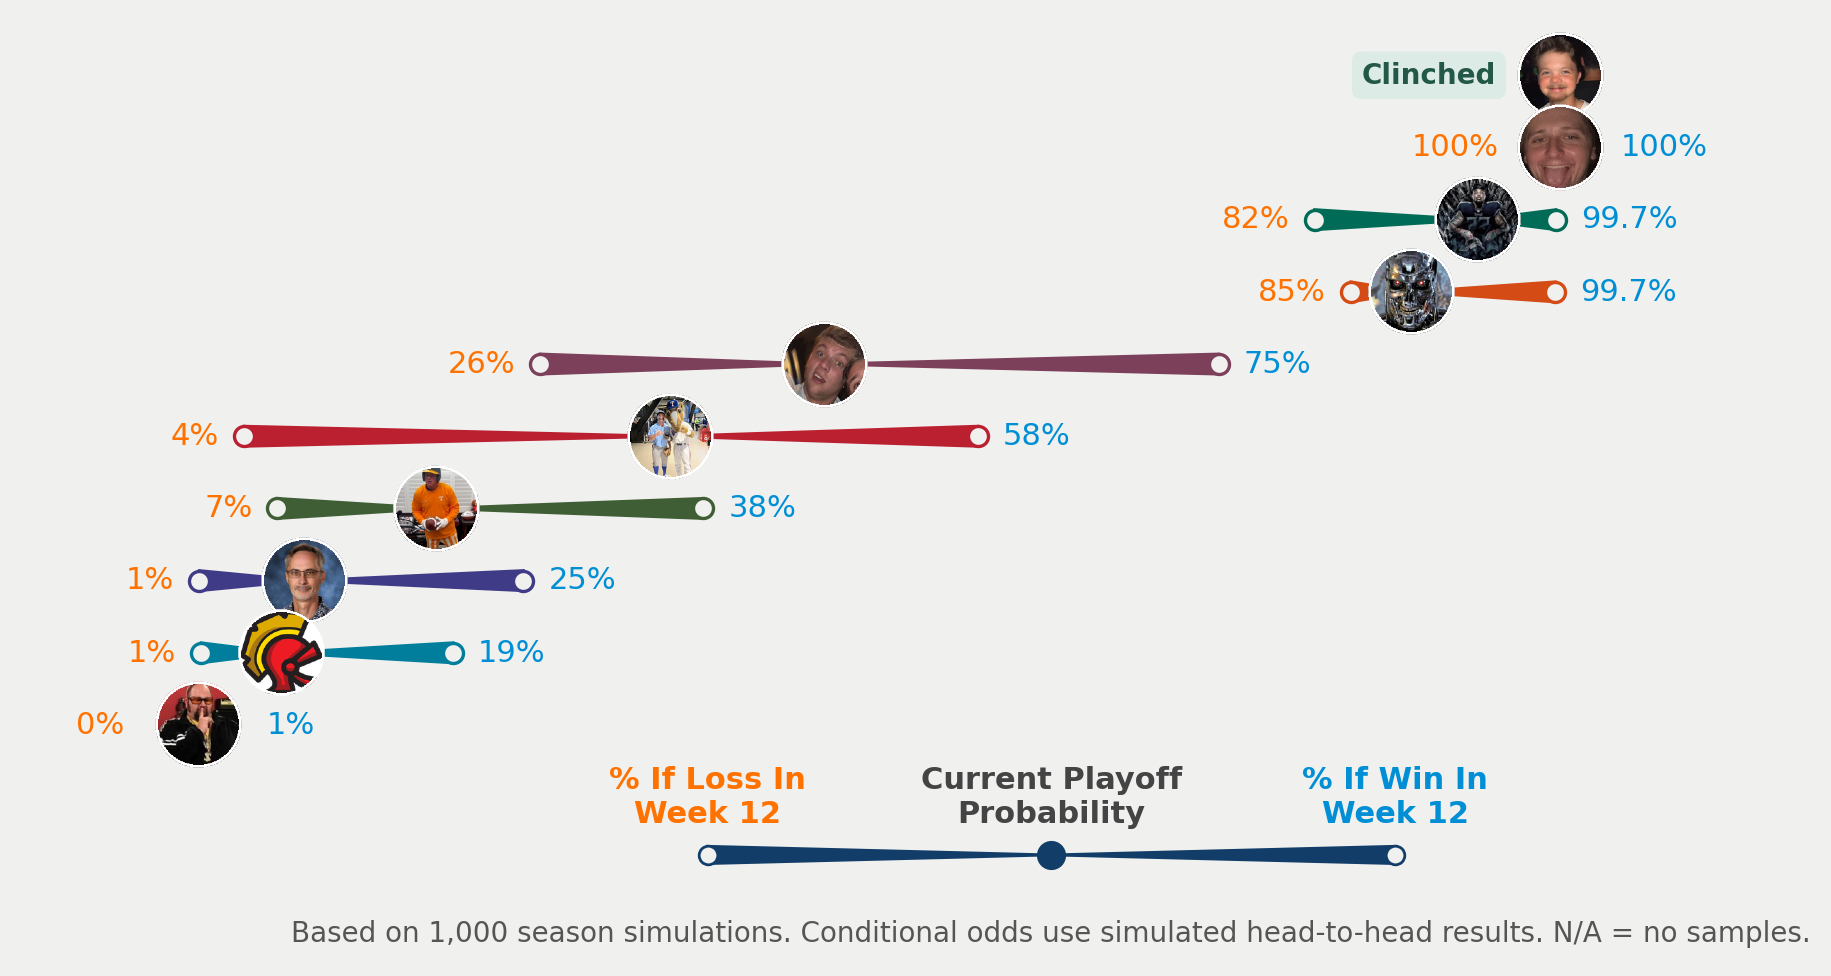 Clinched
100% 100%
82% 99.7%
85% 99.7%
26% 75%
4% 58%
7% 38%
1% 25%
1% 19%
0% 1%
% If Loss In
Week 12
Current Playoff
Probability
% If Win In
Week 12
Based on 1,000 season simulations. Conditional odds use simulated head-to-head results. N/A = no samples.